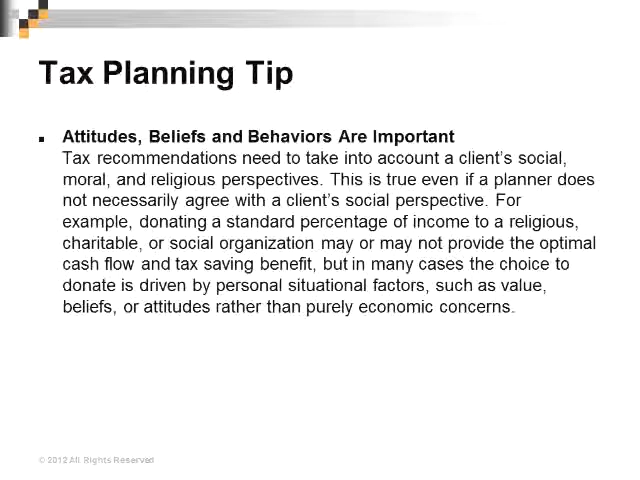 Tax Planning Tip
Attitudes, Beliefs and Behaviors Are Important
Tax recommendations need to take into account a client's social,
moral, and religious perspectives. This is true even if a planner does
not necessarily agree with a client's social perspective. For
example, donating a standard percentage of income to a religious,
charitable, or social organization may or may not provide the optimal
cash flow and tax saving benefit, but in many cases the choice to
donate is driven by personal situational factors, such as value,
beliefs, or attitudes rather than purely economic concerns.
© 2012 All Rights Reserved